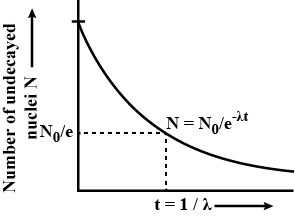 Number of undecayed
nuclei N
N₀/e
N = N₀/e^-λt
t = 1 / λ